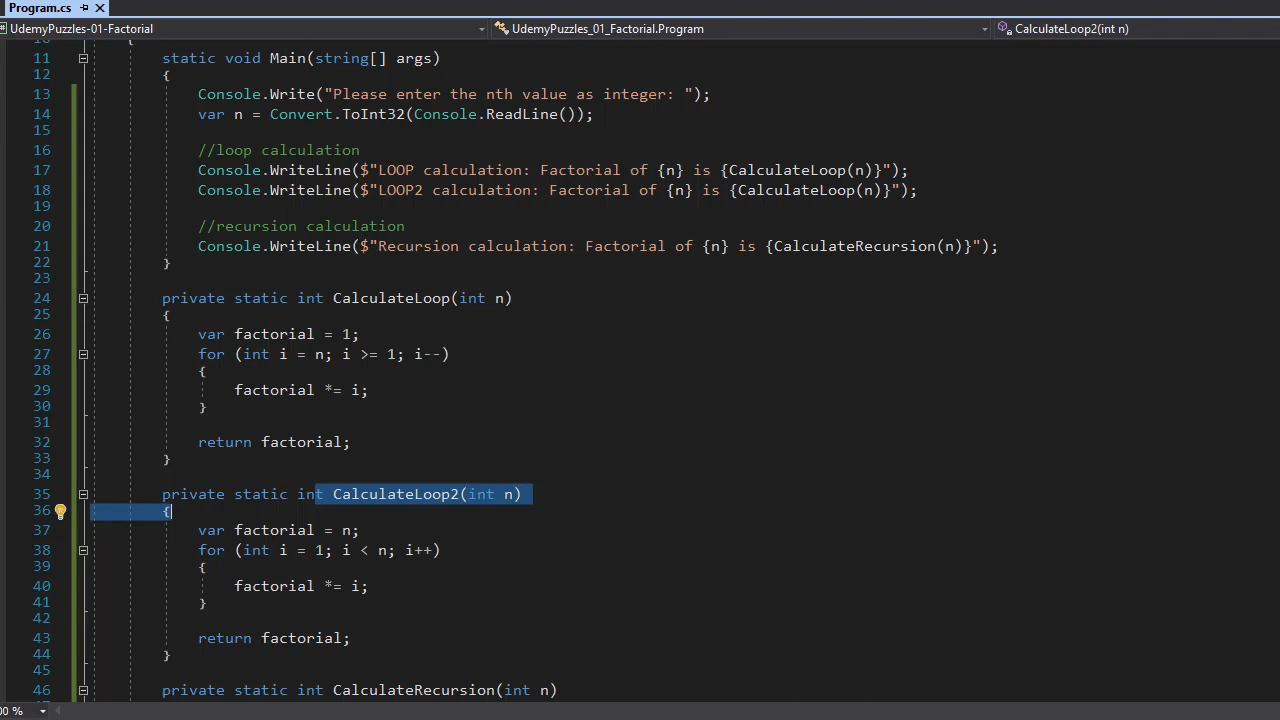 Program.cs
UdemyPuzzles-01-Factorial UdemyPuzzles_01_Factorial.Program CalculateLoop2(int n)
11 static void Main(string[] args)
12 {
13 Console.Write("Please enter the nth value as integer: ");
14 var n = Convert.ToInt32(Console.ReadLine());
15
16 //loop calculation
17 Console.WriteLine($"LOOP calculation: Factorial of {n} is {CalculateLoop(n)}");
18 Console.WriteLine($"LOOP2 calculation: Factorial of {n} is {CalculateLoop(n)}");
19
20 //recursion calculation
21 Console.WriteLine($"Recursion calculation: Factorial of {n} is {CalculateRecursion(n)}");
22 }
23
24 private static int CalculateLoop(int n)
25 {
26 var factorial = 1;
27 for (int i = n; i >= 1; i--)
28 {
29 factorial *= i;
30 }
31
32 return factorial;
33 }
34
35 private static int CalculateLoop2(int n)
36 {
37 var factorial = n;
38 for (int i = 1; i < n; i++)
39 {
40 factorial *= i;
41 }
42
43 return factorial;
44 }
45
46 private static int CalculateRecursion(int n)
00 %